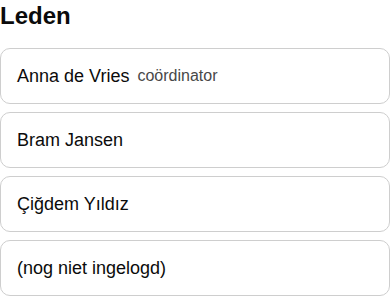 Leden
Anna de Vries coördinator
Bram Jansen
Çiğdem Yıldız
(nog niet ingelogd)